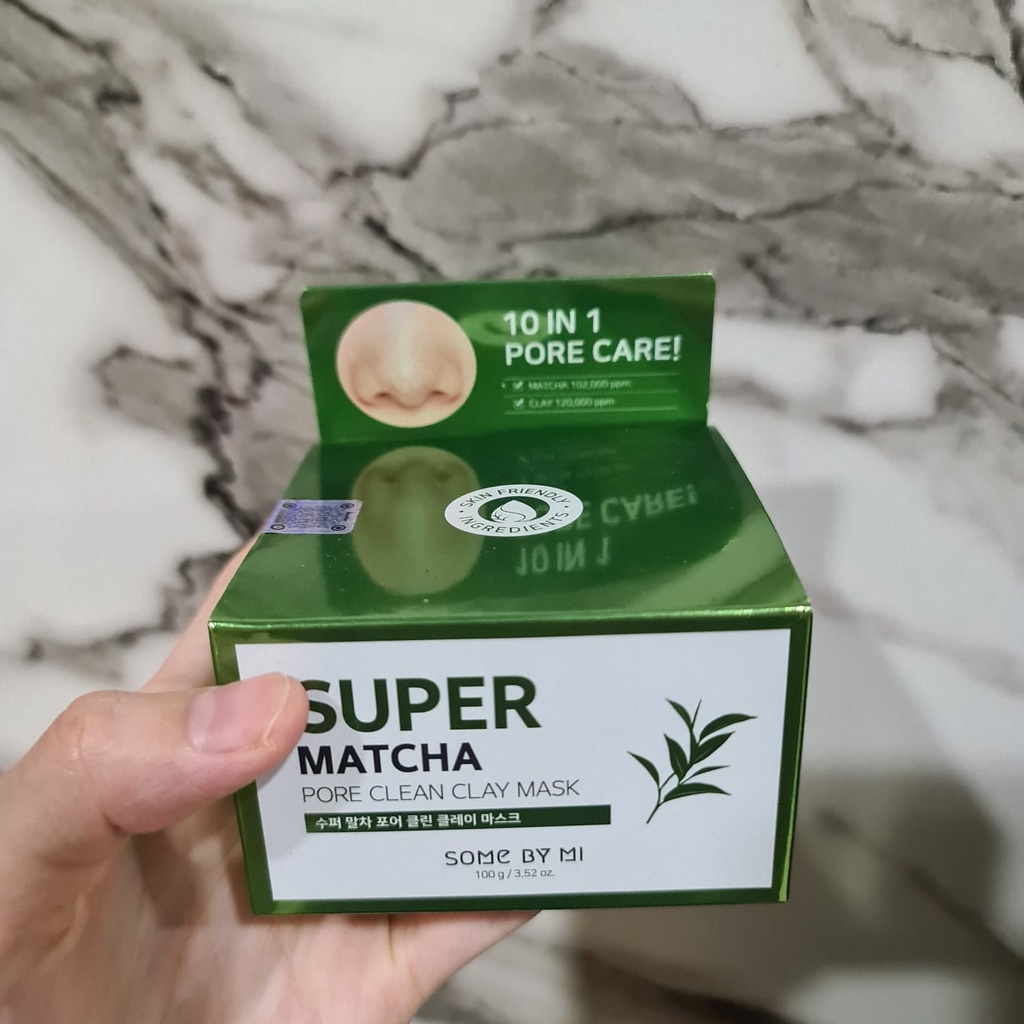 10 IN 1
PORE CARE!
MATCHA 102,000 ppm
CLAY 120,000 ppm
SKIN FRIENDLY
INGREDIENTS
SUPER
MATCHA
PORE CLEAN CLAY MASK
수퍼 말차 포어 클린 클레이 마스크
SOME BY MI
100 g / 3.52 oz.